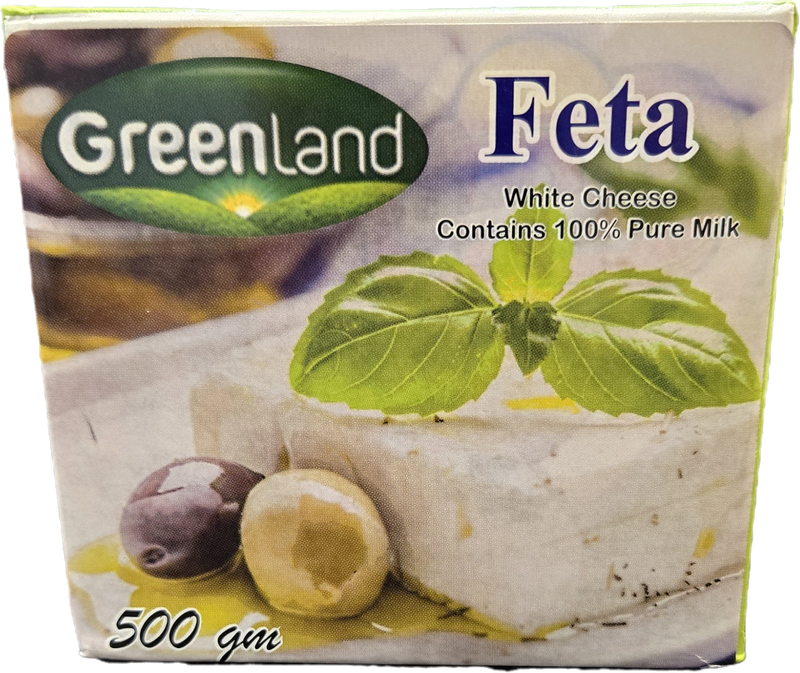 Greenland
Feta
White Cheese
Contains 100% Pure Milk
500 gm